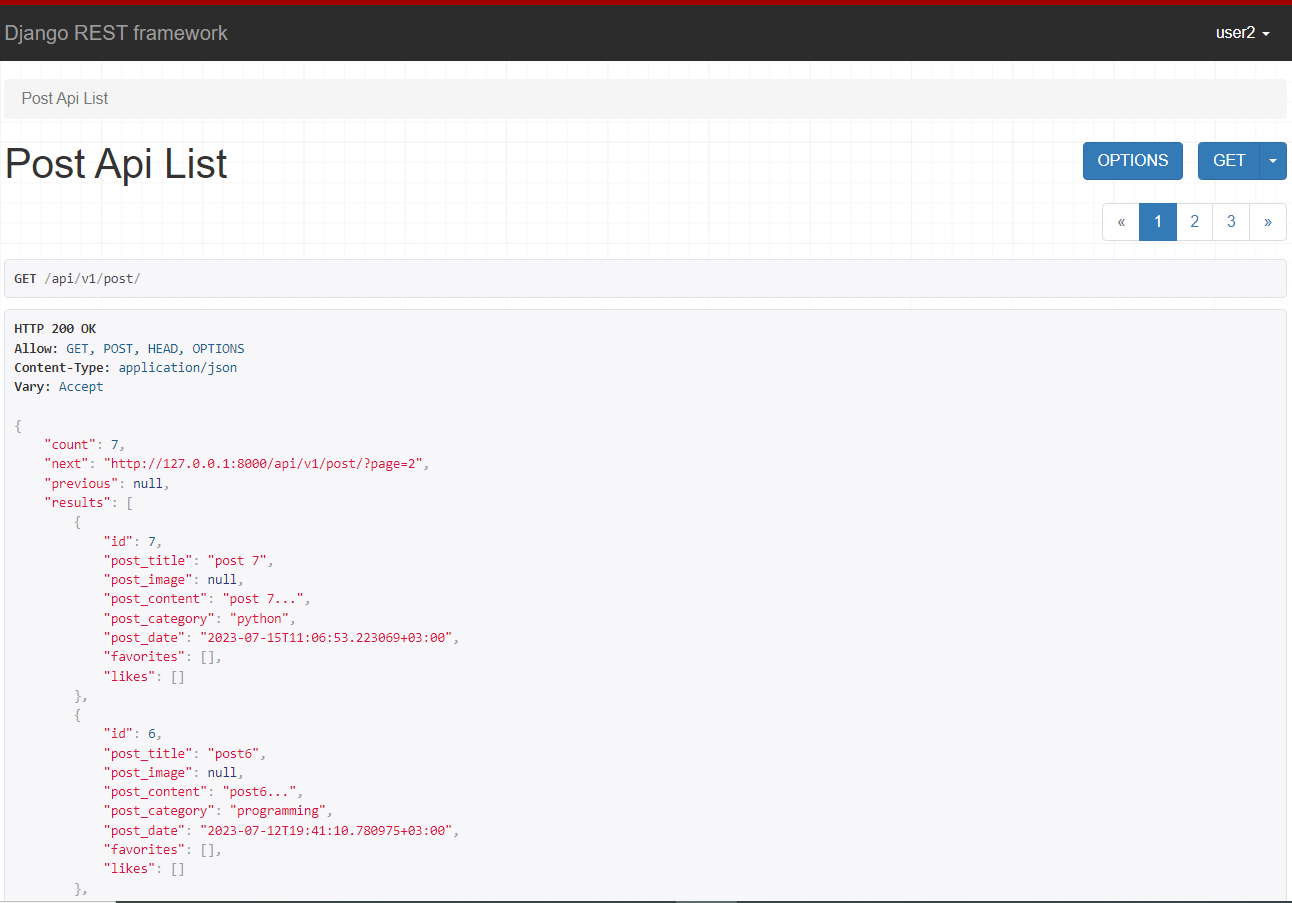 Django REST framework
user2
Post Api List
Post Api List
OPTIONS
GET
« 1 2 3 »
GET /api/v1/post/
HTTP 200 OK
Allow: GET, POST, HEAD, OPTIONS
Content-Type: application/json
Vary: Accept
{
    "count": 7,
    "next": "http://127.0.0.1:8000/api/v1/post/?page=2",
    "previous": null,
    "results": [
        {
            "id": 7,
            "post_title": "post 7",
            "post_image": null,
            "post_content": "post 7...",
            "post_category": "python",
            "post_date": "2023-07-15T11:06:53.223069+03:00",
            "favorites": [],
            "likes": []
        },
        {
            "id": 6,
            "post_title": "post6",
            "post_image": null,
            "post_content": "post6...",
            "post_category": "programming",
            "post_date": "2023-07-12T19:41:10.780975+03:00",
            "favorites": [],
            "likes": []
        },